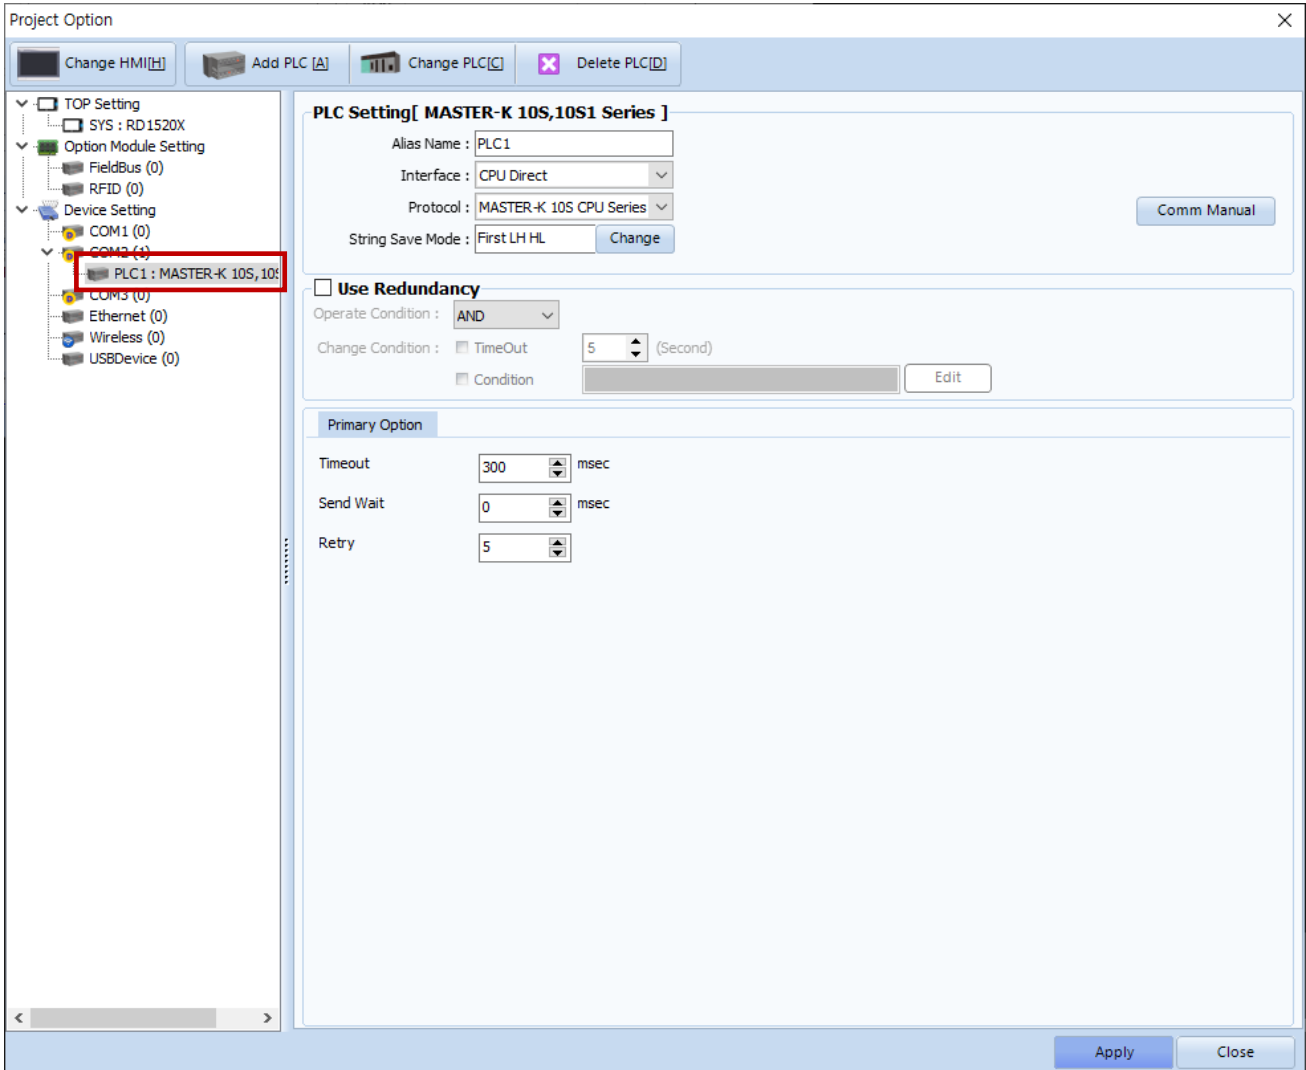 Project Option
Change HMI[H]
Add PLC [A]
Change PLC[C]
Delete PLC[D]
TOP Setting
SYS : RD1520X
Option Module Setting
FieldBus (0)
RFID (0)
Device Setting
COM1 (0)
COM2 (1)
PLC1 : MASTER-K 10S,10S
COM3 (0)
Ethernet (0)
Wireless (0)
USBDevice (0)
PLC Setting[ MASTER-K 10S,10S1 Series ]
Alias Name : PLC1
Interface : CPU Direct
Protocol : MASTER-K 10S CPU Series
Comm Manual
String Save Mode : First LH HL Change
Use Redundancy
Operate Condition : AND
Change Condition : TimeOut 5 (Second)
Condition Edit
Primary Option
Timeout 300 msec
Send Wait 0 msec
Retry 5
Apply
Close